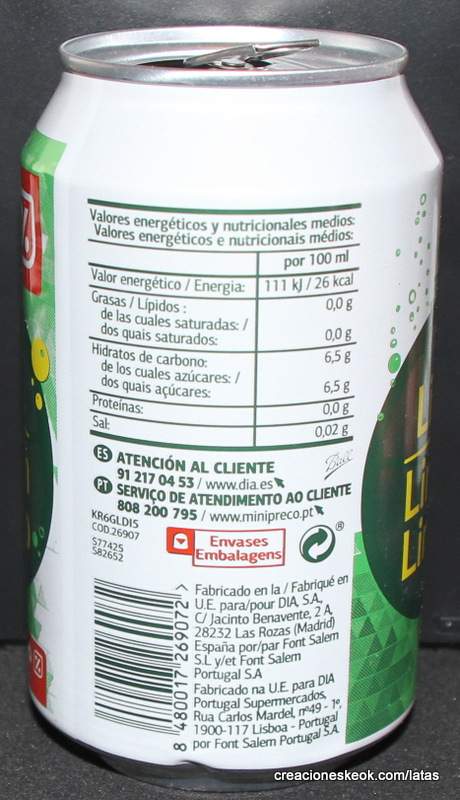 Valores energéticos y nutricionales medios:
Valores energéticos e nutricionais médios:
por 100 ml
Valor energético / Energia: 111 kJ / 26 kcal
Grasas / Lípidos : 0,0 g
de las cuales saturadas: /
dos quais saturados: 0,0 g
Hidratos de carbono: 6,5 g
de los cuales azúcares: /
dos quais açúcares: 6,5 g
Proteínas: 0,0 g
Sal: 0,02 g
Ball
ES ATENCIÓN AL CLIENTE
91 217 04 53 / www.dia.es
PT SERVIÇO DE ATENDIMENTO AO CLIENTE
808 200 795 / www.minipreco.pt
KR6GLDIS
COD.26907
S77425
S82652
Envases
Embalagens
®
8 480017 269072 >
Fabricado en la / Fabriqué en
U.E. para/pour DIA, S.A.,
C/ Jacinto Benavente, 2 A,
28232 Las Rozas (Madrid)
España por/par Font Salem
S.L y/et Font Salem
Portugal S.A
Fabricado na U.E. para DIA
Portugal Supermercados,
Rua Carlos Mardel, nº49 - 1º,
1900-117 Lisboa - Portugal
por Font Salem Portugal S.A.
L
Li
Li
creacioneskeok.com/latas